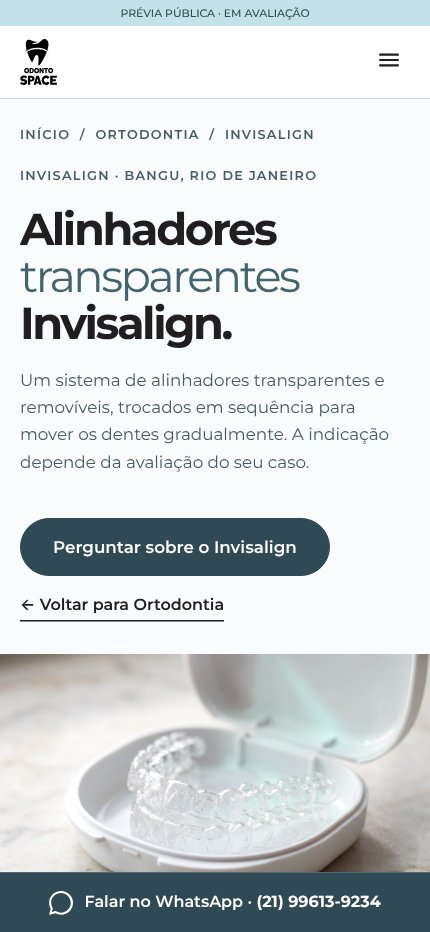 PRÉVIA PÚBLICA · EM AVALIAÇÃO
ODONTO
SPACE
INÍCIO / ORTODONTIA / INVISALIGN
INVISALIGN · BANGU, RIO DE JANEIRO
Alinhadores
transparentes
Invisalign.
Um sistema de alinhadores transparentes e
removíveis, trocados em sequência para
mover os dentes gradualmente. A indicação
depende da avaliação do seu caso.
Perguntar sobre o Invisalign
← Voltar para Ortodontia
Falar no WhatsApp · (21) 99613-9234